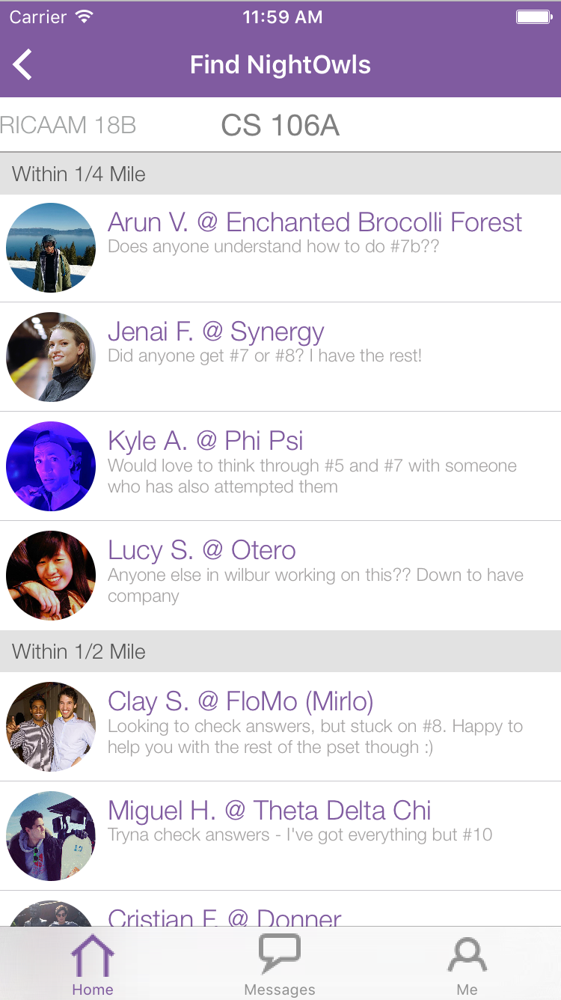 Carrier 11:59 AM
Find NightOwls
RICAAM 18B CS 106A
Within 1/4 Mile
Arun V. @ Enchanted Brocolli Forest
Does anyone understand how to do #7b??
Jenai F. @ Synergy
Did anyone get #7 or #8? I have the rest!
Kyle A. @ Phi Psi
Would love to think through #5 and #7 with someone
who has also attempted them
Lucy S. @ Otero
Anyone else in wilbur working on this?? Down to have
company
Within 1/2 Mile
Clay S. @ FloMo (Mirlo)
Looking to check answers, but stuck on #8. Happy to
help you with the rest of the pset though :)
Miguel H. @ Theta Delta Chi
Tryna check answers - I've got everything but #10
Cristian F. @ Donner
Home Messages Me